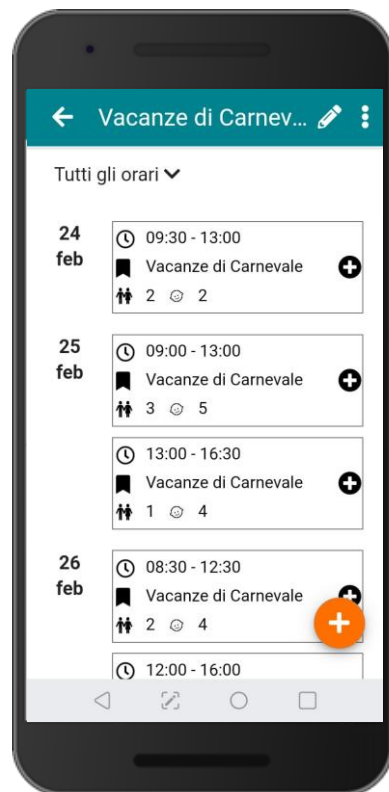 Vacanze di Carnev...
Tutti gli orari
24 feb
09:30 - 13:00
Vacanze di Carnevale
2 2
25 feb
09:00 - 13:00
Vacanze di Carnevale
3 5
13:00 - 16:30
Vacanze di Carnevale
1 4
26 feb
08:30 - 12:30
Vacanze di Carnevale
2 4
12:00 - 16:00